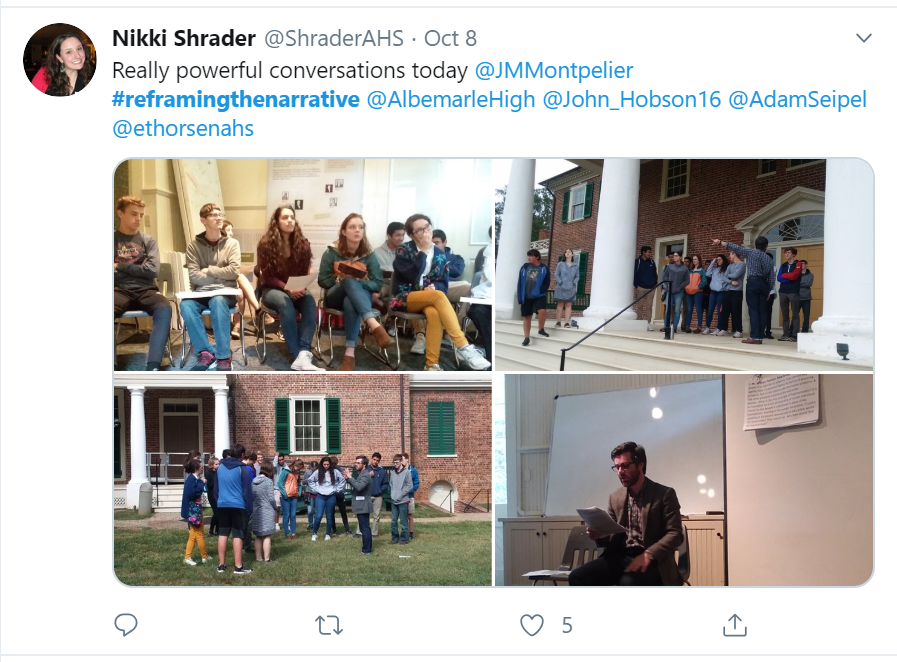 Nikki Shrader @ShraderAHS · Oct 8
Really powerful conversations today @JMMontpelier
#reframingthenarrative @AlbemarleHigh @John_Hobson16 @AdamSeipel
@ethorsenahs
5